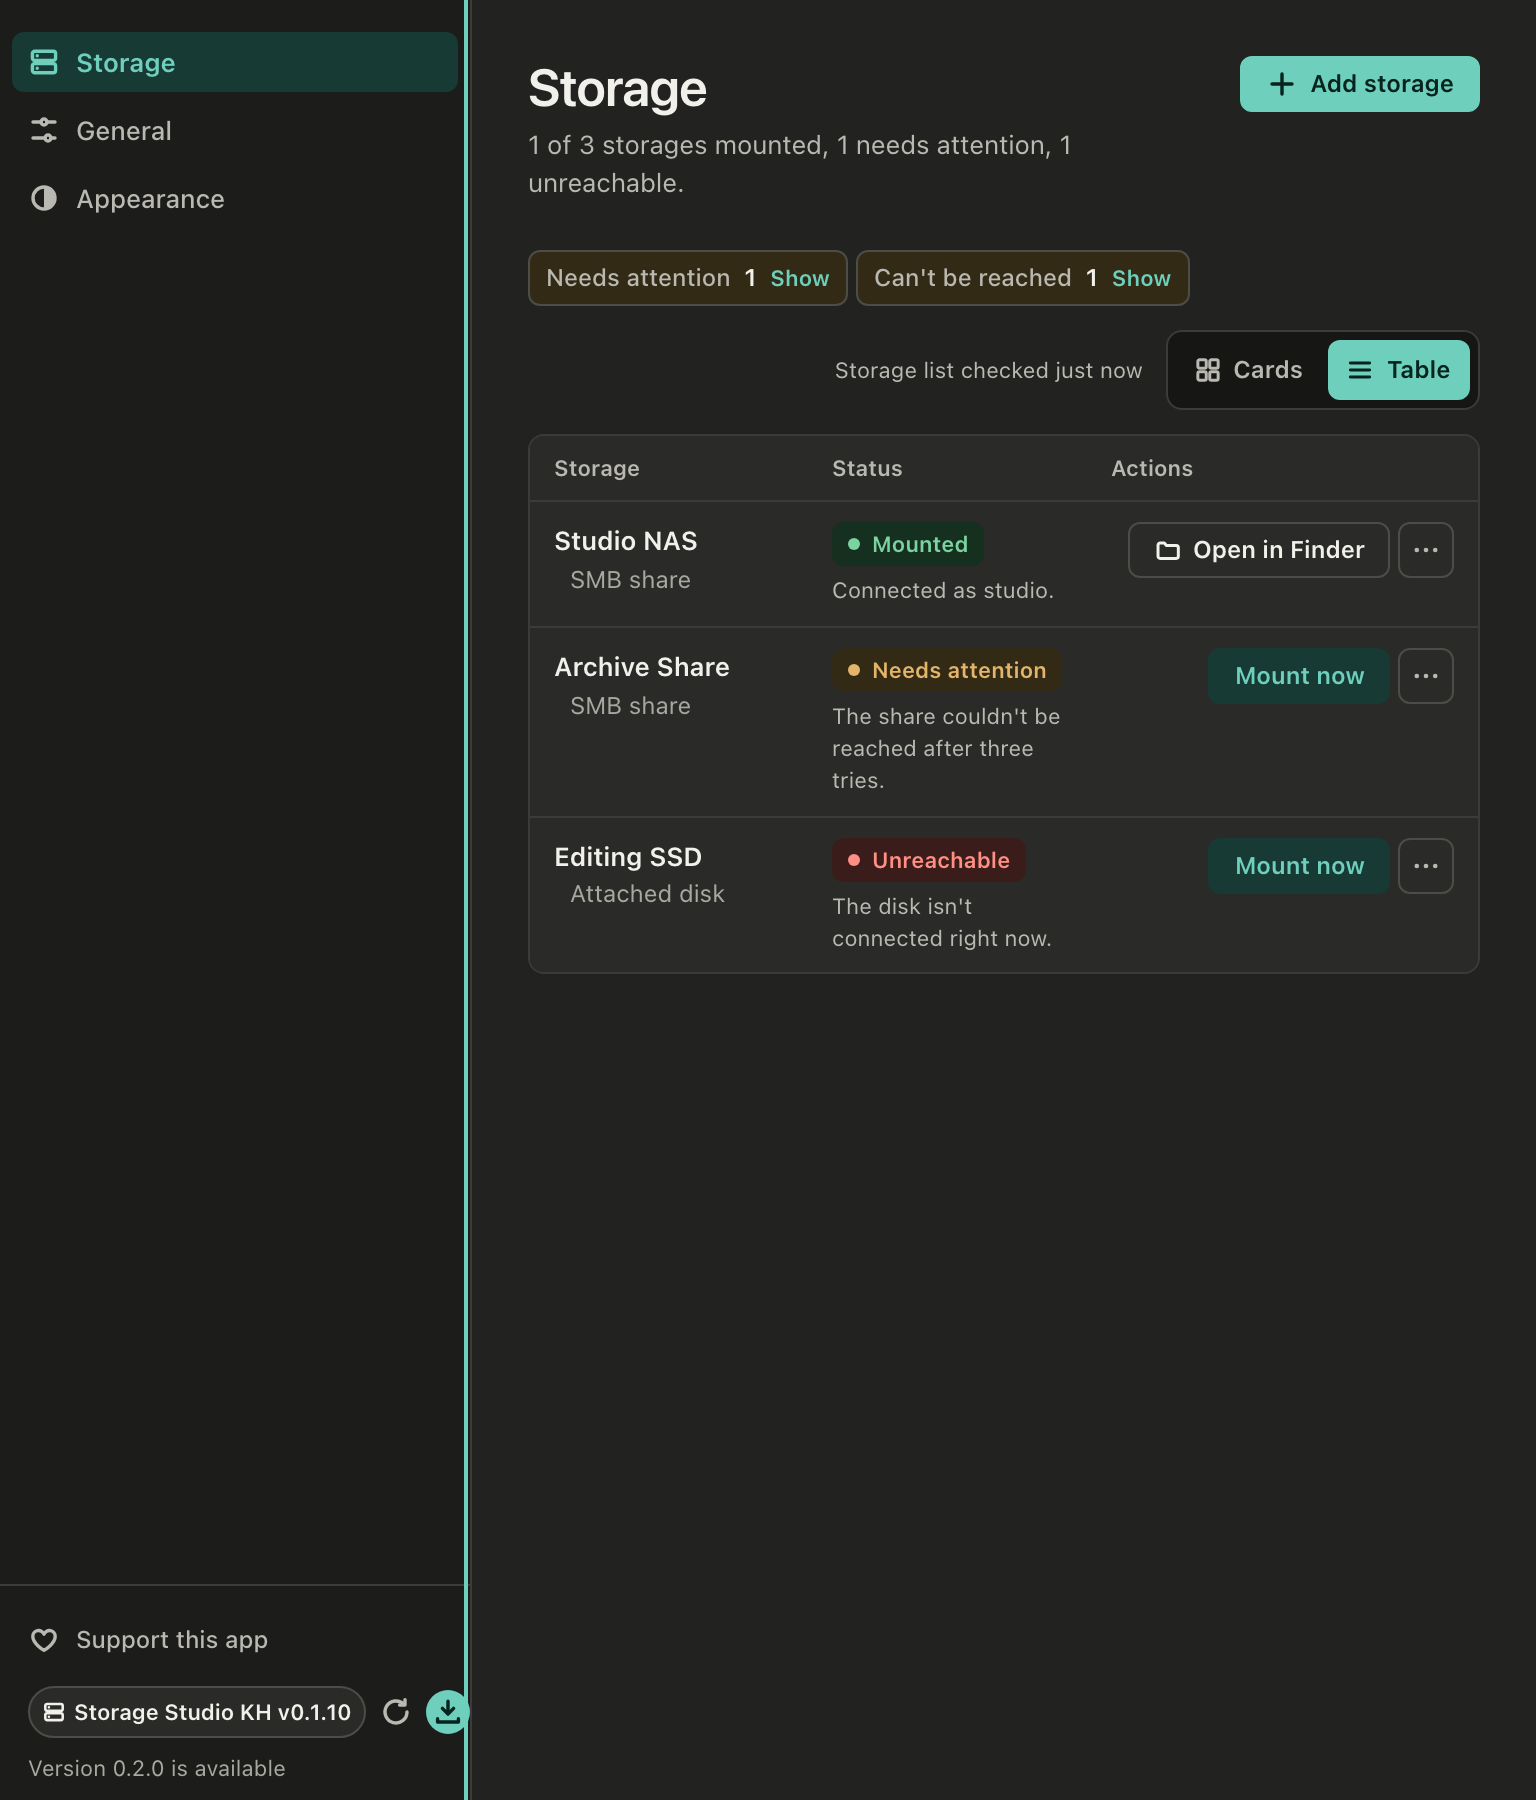 Storage
General
Appearance
Support this app
Storage Studio KH v0.1.10
Version 0.2.0 is available
Storage
1 of 3 storages mounted, 1 needs attention, 1
unreachable.
Add storage
Needs attention 1 Show
Can't be reached 1 Show
Storage list checked just now
Cards
Table
Storage Status Actions
Studio NAS
SMB share
Mounted
Connected as studio.
Open in Finder
Archive Share
SMB share
Needs attention
The share couldn't be
reached after three
tries.
Mount now
Editing SSD
Attached disk
Unreachable
The disk isn't
connected right now.
Mount now